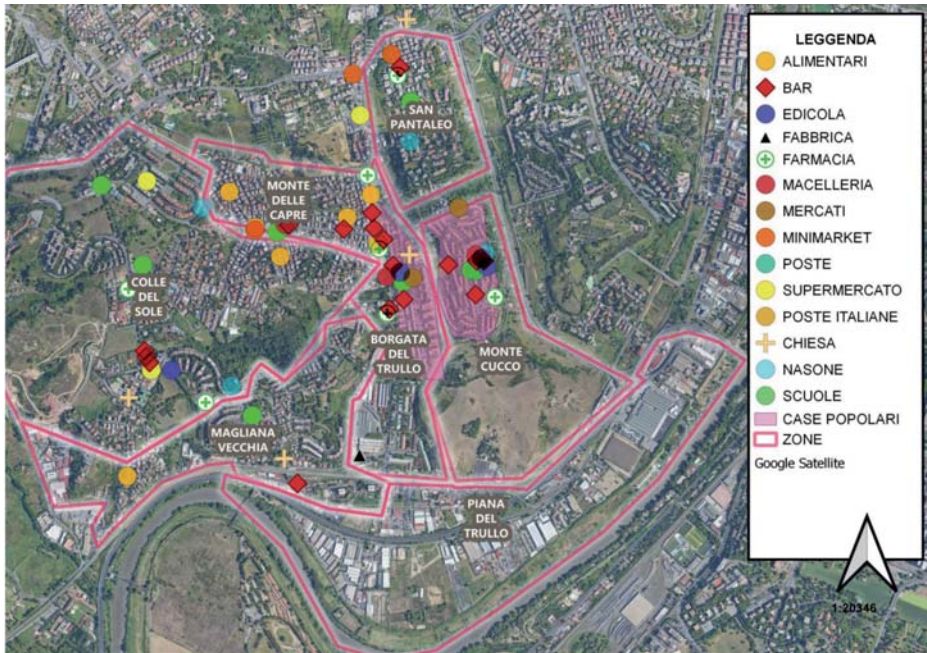 LEGGENDA
ALIMENTARI
BAR
EDICOLA
FABBRICA
FARMACIA
MACELLERIA
MERCATI
MINIMARKET
POSTE
SUPERMERCATO
POSTE ITALIANE
CHIESA
NASONE
SCUOLE
CASE POPOLARI
ZONE
Google Satellite
1:20346
SAN
PANTALEO
MONTE
DELLE
CAPRE
COLLE
DEL
SOLE
BORGATA
DEL
TRULLO
MONTE
CUCCO
MAGLIANA
VECCHIA
PIANA
DEL
TRULLO